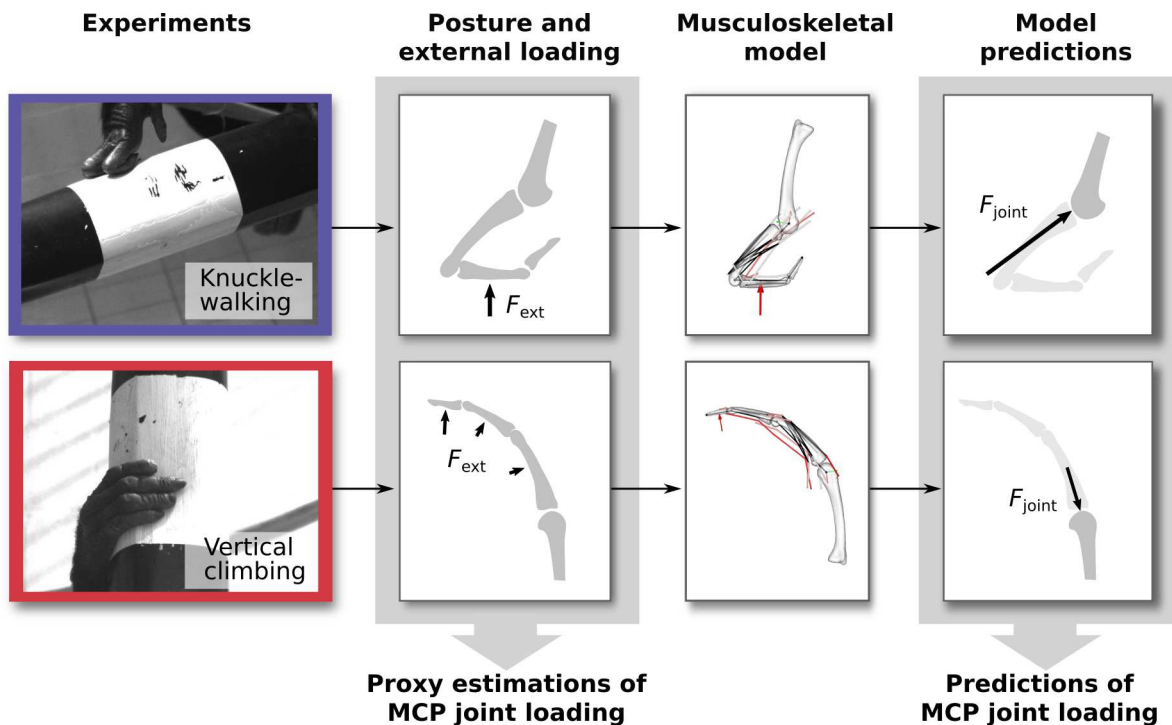 Experiments
Posture and
external loading
Musculoskeletal
model
Model
predictions
Knuckle-
walking
F_ext
F_joint
Vertical
climbing
F_ext
F_joint
Proxy estimations of
MCP joint loading
Predictions of
MCP joint loading